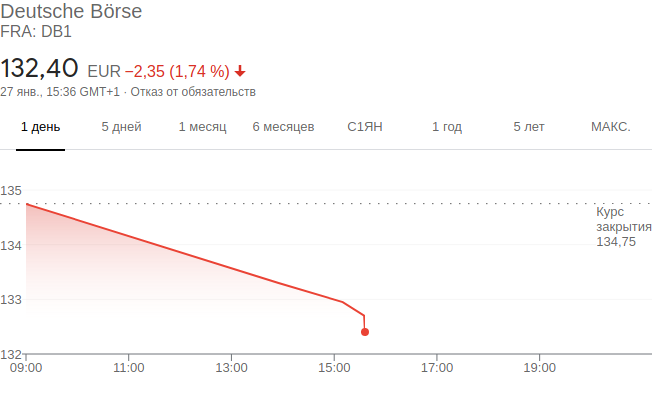 Deutsche Börse
FRA: DB1
132,40 EUR −2,35 (1,74 %)
27 янв., 15:36 GMT+1 · Отказ от обязательств
1 день 5 дней 1 месяц 6 месяцев С1ЯН 1 год 5 лет МАКС.
135
Курс
закрытия
134,75
134
133
132
09:00 11:00 13:00 15:00 17:00 19:00